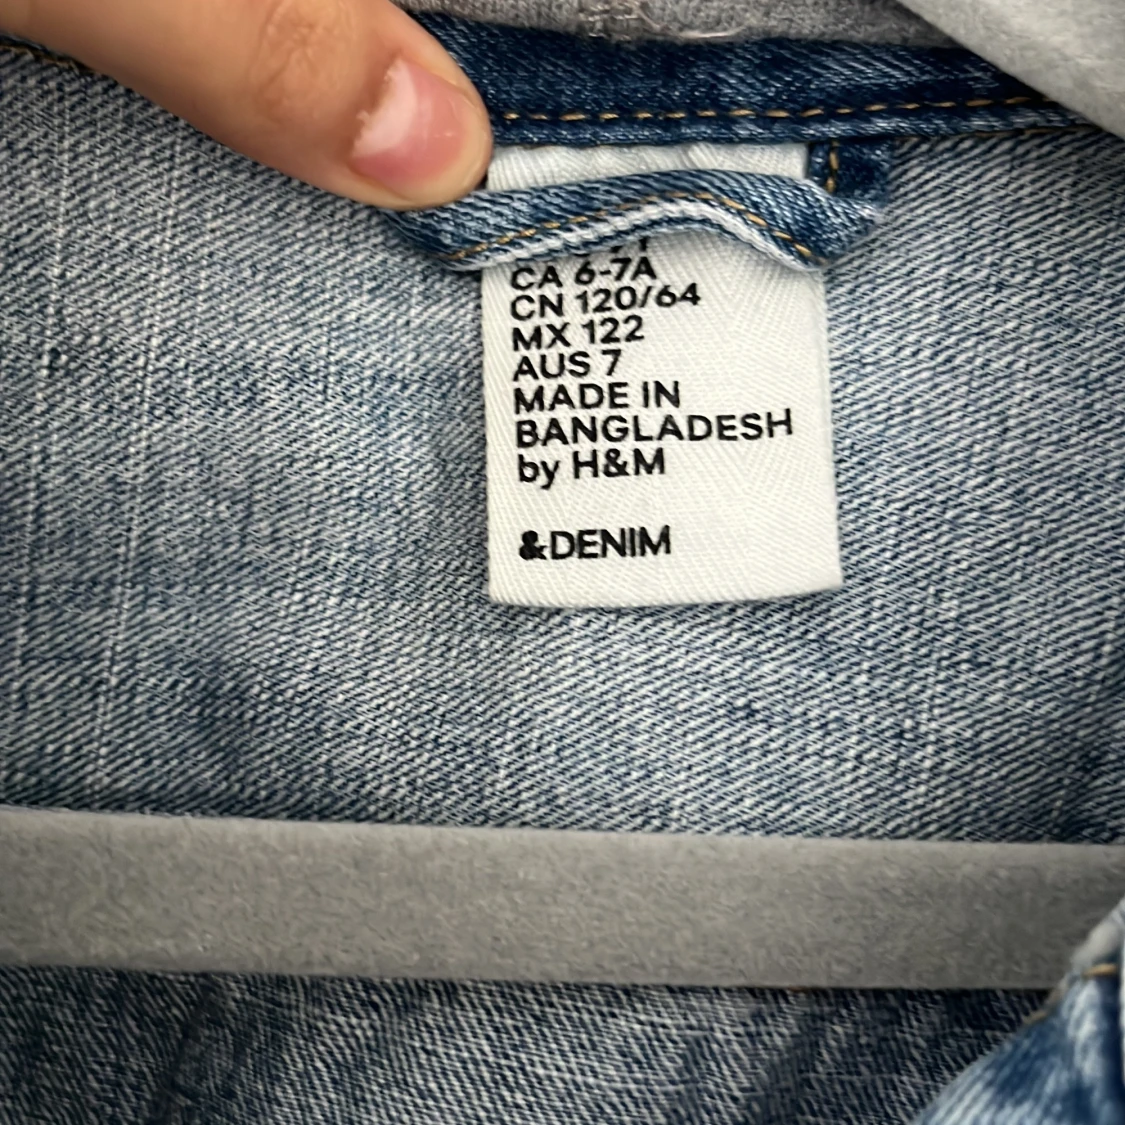 CA 6-7A
CN 120/64
MX 122
AUS 7
MADE IN
BANGLADESH
by H&M
&DENIM